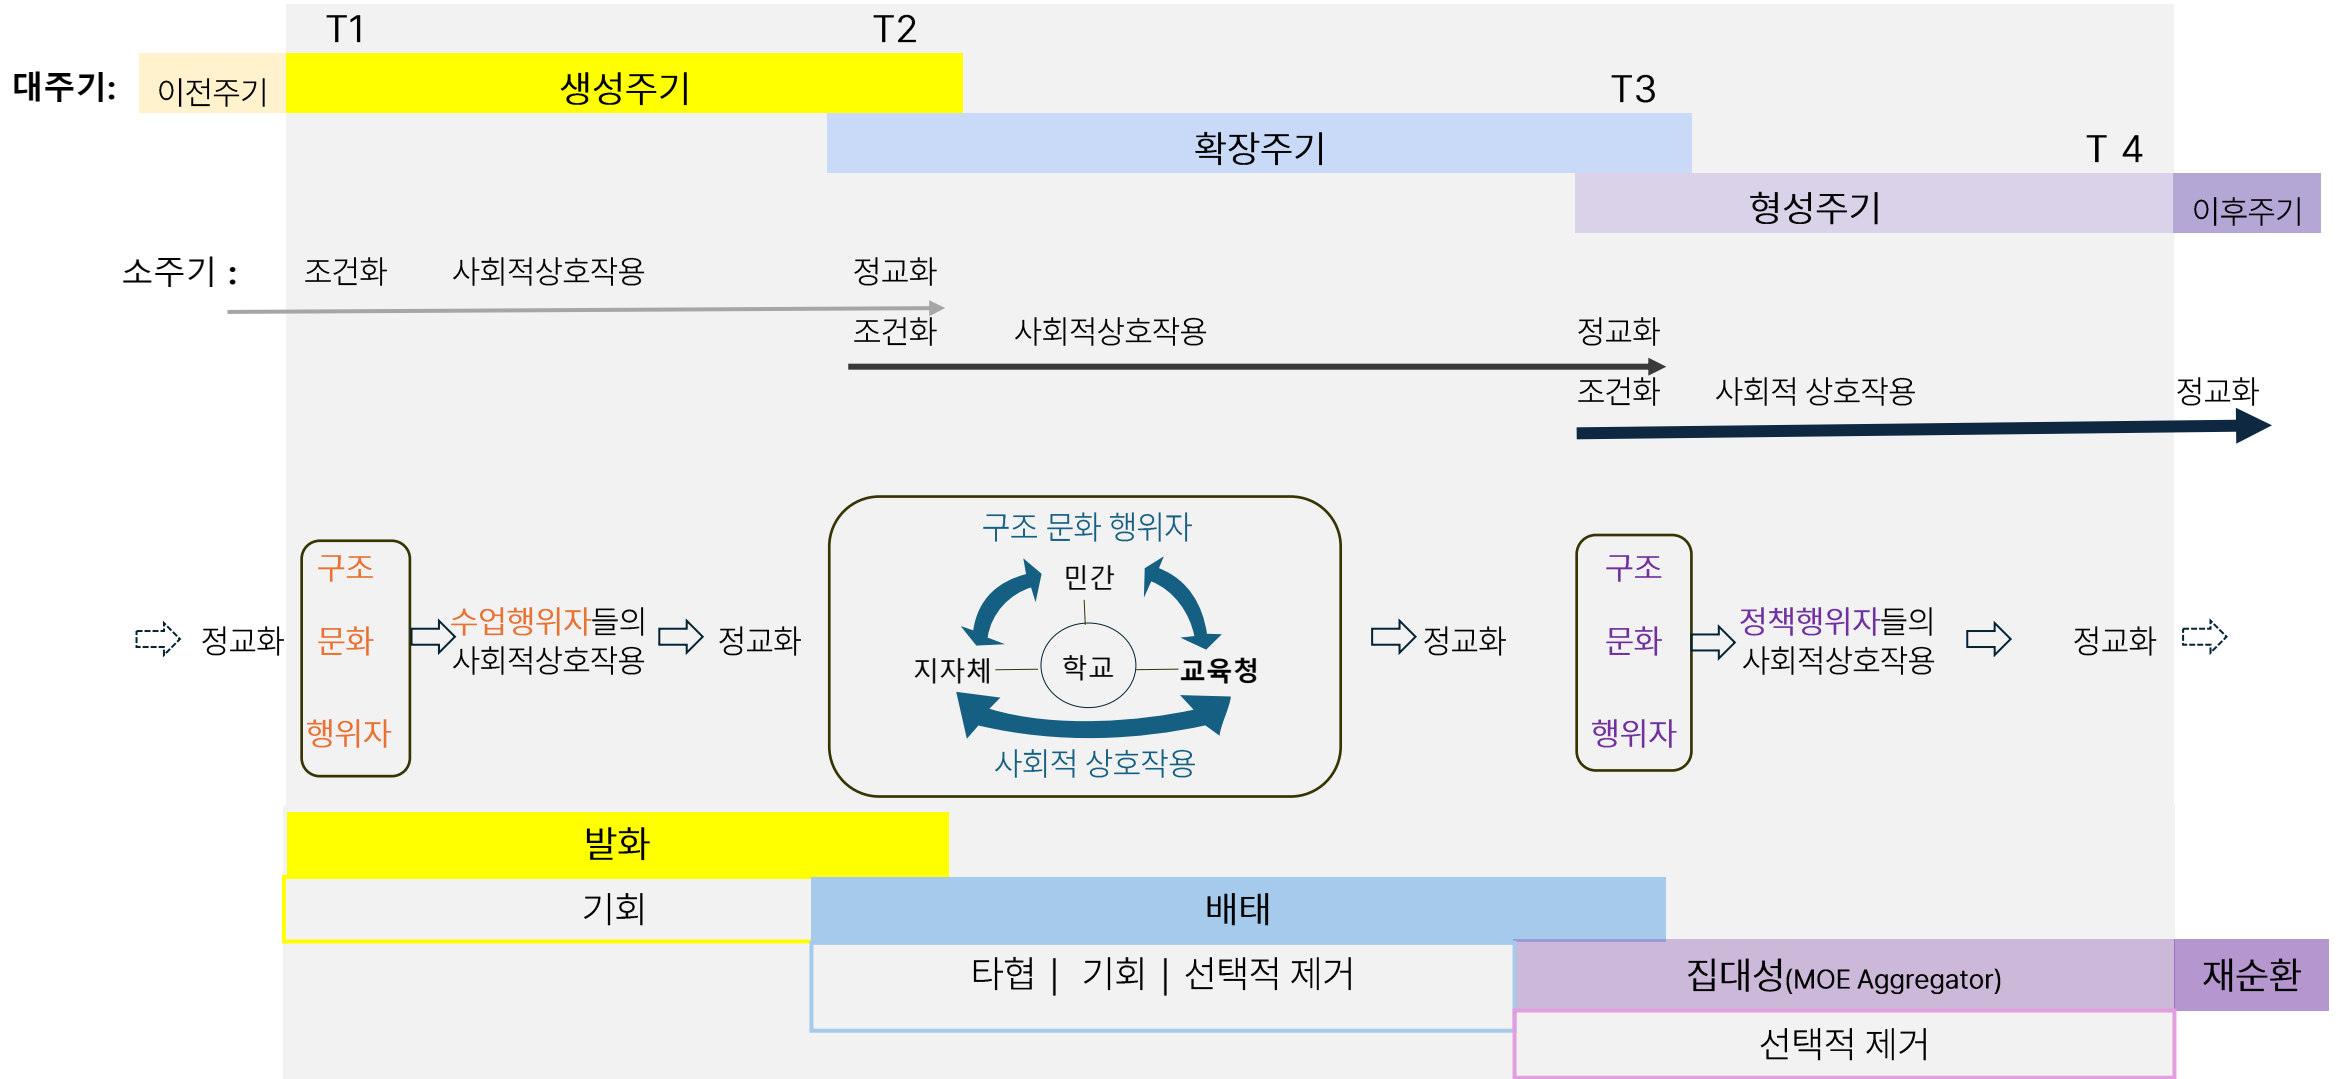 T1
T2
대주기:
이전주기
생성주기
T3
확장주기
T 4
형성주기
이후주기
소주기 :
조건화
사회적상호작용
정교화
조건화
사회적상호작용
정교화
조건화
사회적 상호작용
정교화
정교화
구조
문화
행위자
수업행위자들의
사회적상호작용
정교화
구조 문화 행위자
민간
지자체
학교
교육청
사회적 상호작용
정교화
구조
문화
행위자
정책행위자들의
사회적상호작용
정교화
발화
기회
배태
타협 | 기회 | 선택적 제거
집대성(MOE Aggregator)
재순환
선택적 제거